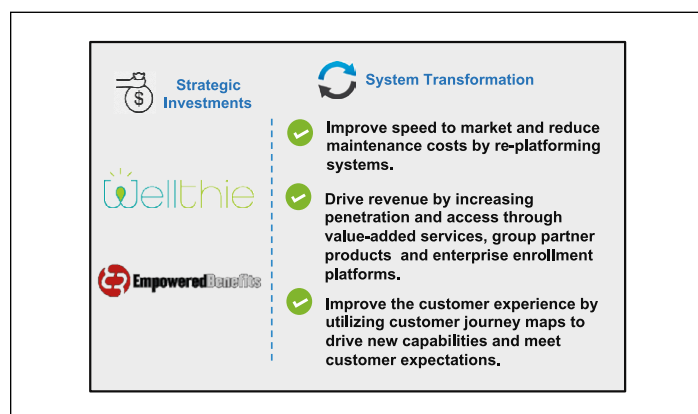 Strategic
Investments
$
Wellthie
EmpoweredBenefits
System Transformation
Improve speed to market and reduce
maintenance costs by re-platforming
systems.
Drive revenue by increasing
penetration and access through
value-added services, group partner
products and enterprise enrollment
platforms.
Improve the customer experience by
utilizing customer journey maps to
drive new capabilities and meet
customer expectations.